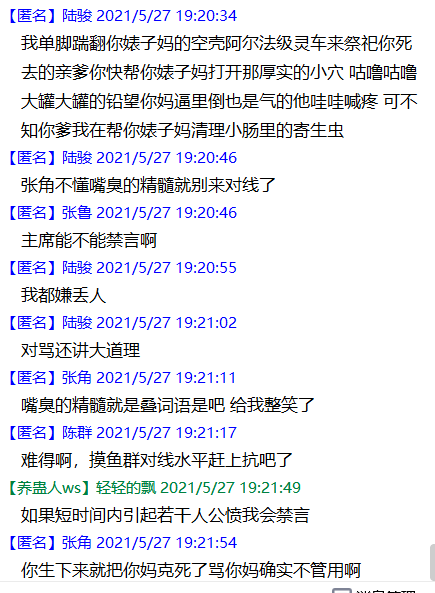 【匿名】陆骏 2021/5/27 19:20:34
我单脚踹翻你婊子妈的空壳阿尔法级灵车来祭祀你死
去的亲爹你快帮你婊子妈打开那厚实的小穴 咕噜咕噜
大罐大罐的铅望你妈逼里倒也是气的他哇哇喊疼 可不
知你爹我在帮你婊子妈清理小肠里的寄生虫
【匿名】陆骏 2021/5/27 19:20:46
张角不懂嘴臭的精髓就别来对线了
【匿名】张鲁 2021/5/27 19:20:46
主席能不能禁言啊
【匿名】陆骏 2021/5/27 19:20:55
我都嫌丢人
【匿名】陆骏 2021/5/27 19:21:02
对骂还讲大道理
【匿名】张角 2021/5/27 19:21:11
嘴臭的精髓就是叠词语是吧 给我整笑了
【匿名】陈群 2021/5/27 19:21:17
难得啊，摸鱼群对线水平赶上抗吧了
【养蛊人ws】轻轻的飘 2021/5/27 19:21:49
如果短时间内引起若干人公愤我会禁言
【匿名】张角 2021/5/27 19:21:54
你生下来就把你妈克死了骂你妈确实不管用啊